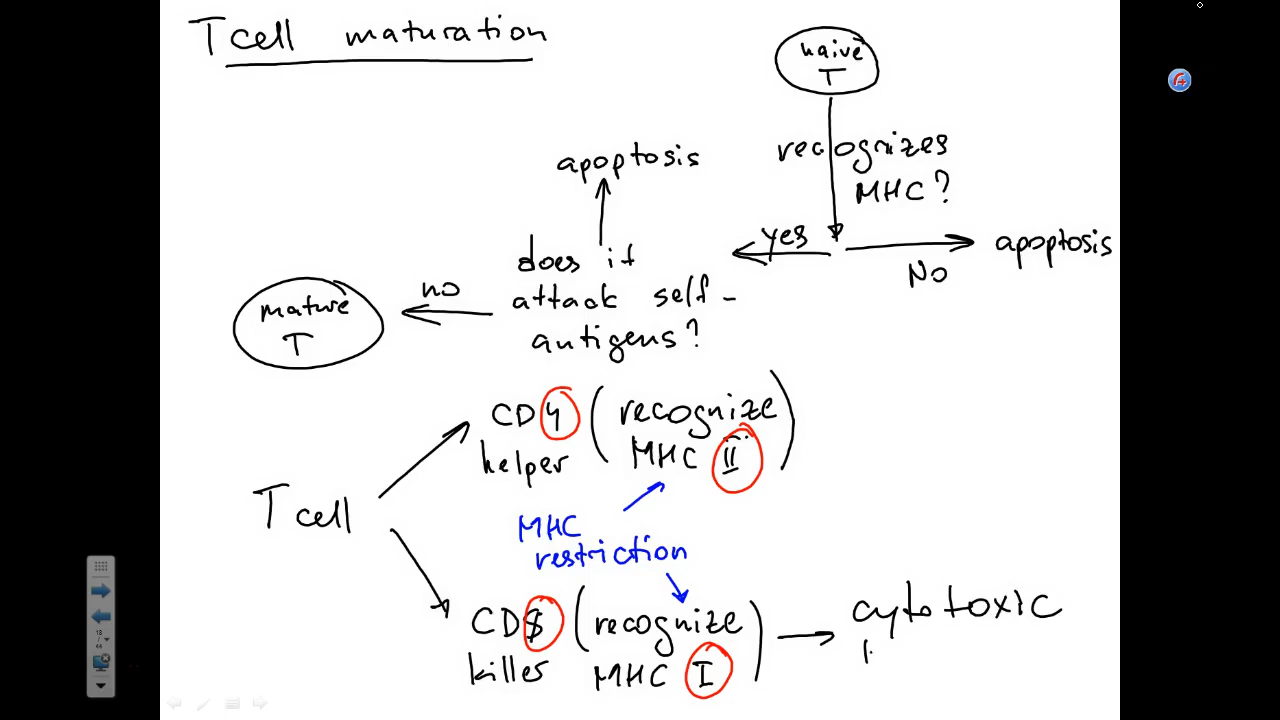 T cell maturation
naive
T
recognizes
MHC?
yes
No
apoptosis
apoptosis
does it
attack self-
antigens?
no
mature
T
T cell
CD4
helper
(recognize
MHC II)
MHC
restriction
CD8
killer
(recognize
MHC I)
cytotoxic